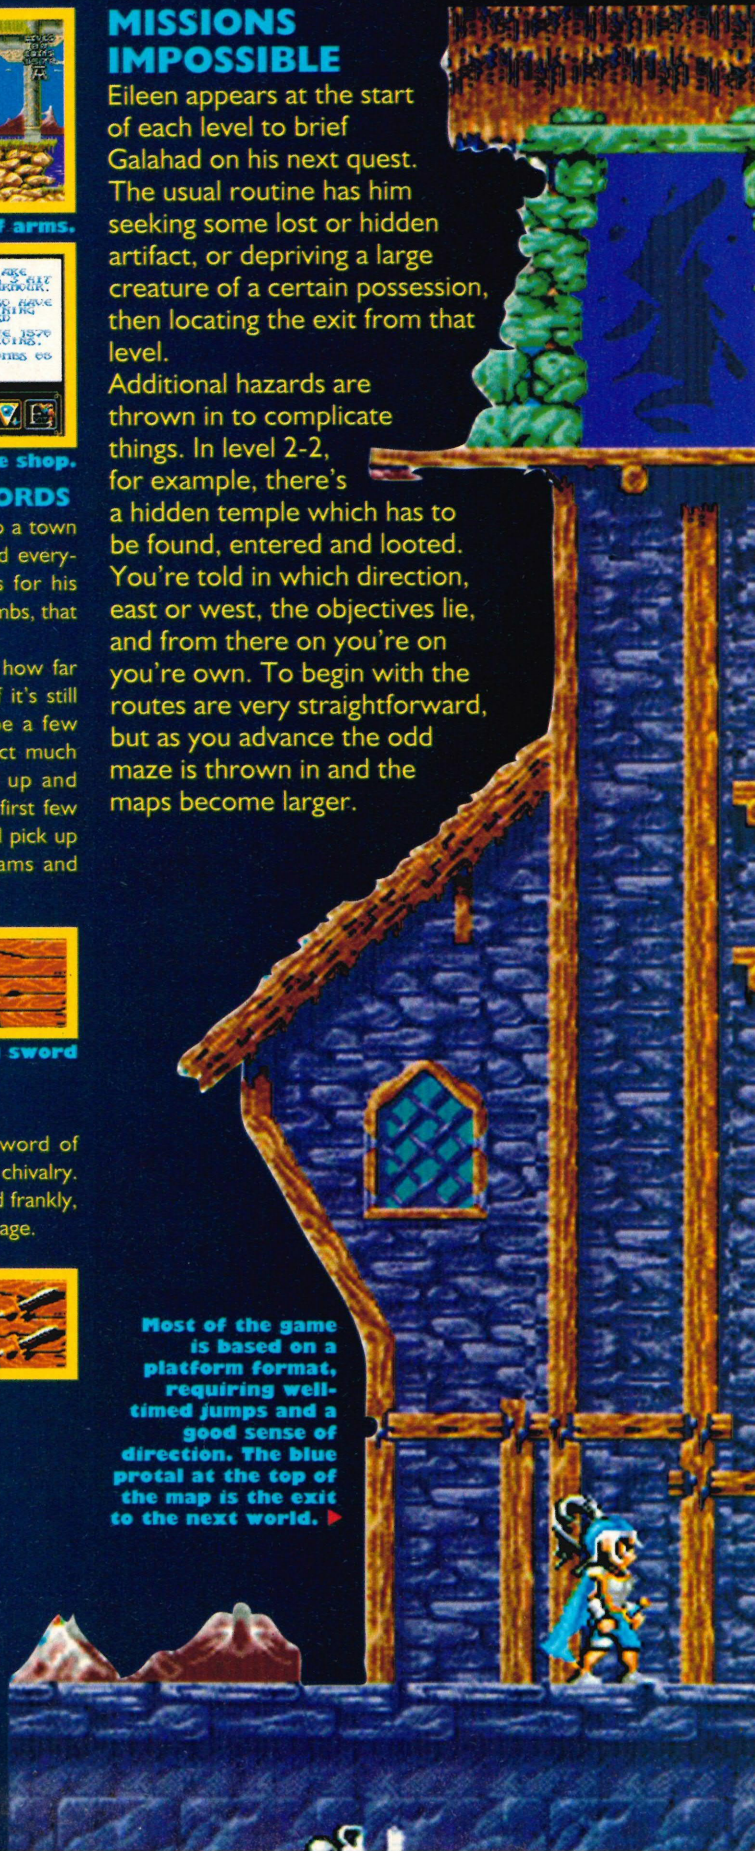 f arms.
AKE
S HIT
ARMOUR.
HAVE
e shop.
ORDS
o a town
d every-
s for his
mbs, that
how far
f it's still
be a few
ct much
up and
first few
l pick up
ams and
sword
word of
chivalry.
d frankly,
age.
MISSIONS
IMPOSSIBLE
Eileen appears at the start
of each level to brief
Galahad on his next quest.
The usual routine has him
seeking some lost or hidden
artifact, or depriving a large
creature of a certain possession,
then locating the exit from that
level.
Additional hazards are
thrown in to complicate
things. In level 2-2,
for example, there's
a hidden temple which has to
be found, entered and looted.
You're told in which direction,
east or west, the objectives lie,
and from there on you're on
you're own. To begin with the
routes are very straightforward,
but as you advance the odd
maze is thrown in and the
maps become larger.
Most of the game
is based on a
platform format,
requiring well-
timed jumps and a
good sense of
direction. The blue
protal at the top of
the map is the exit
to the next world.